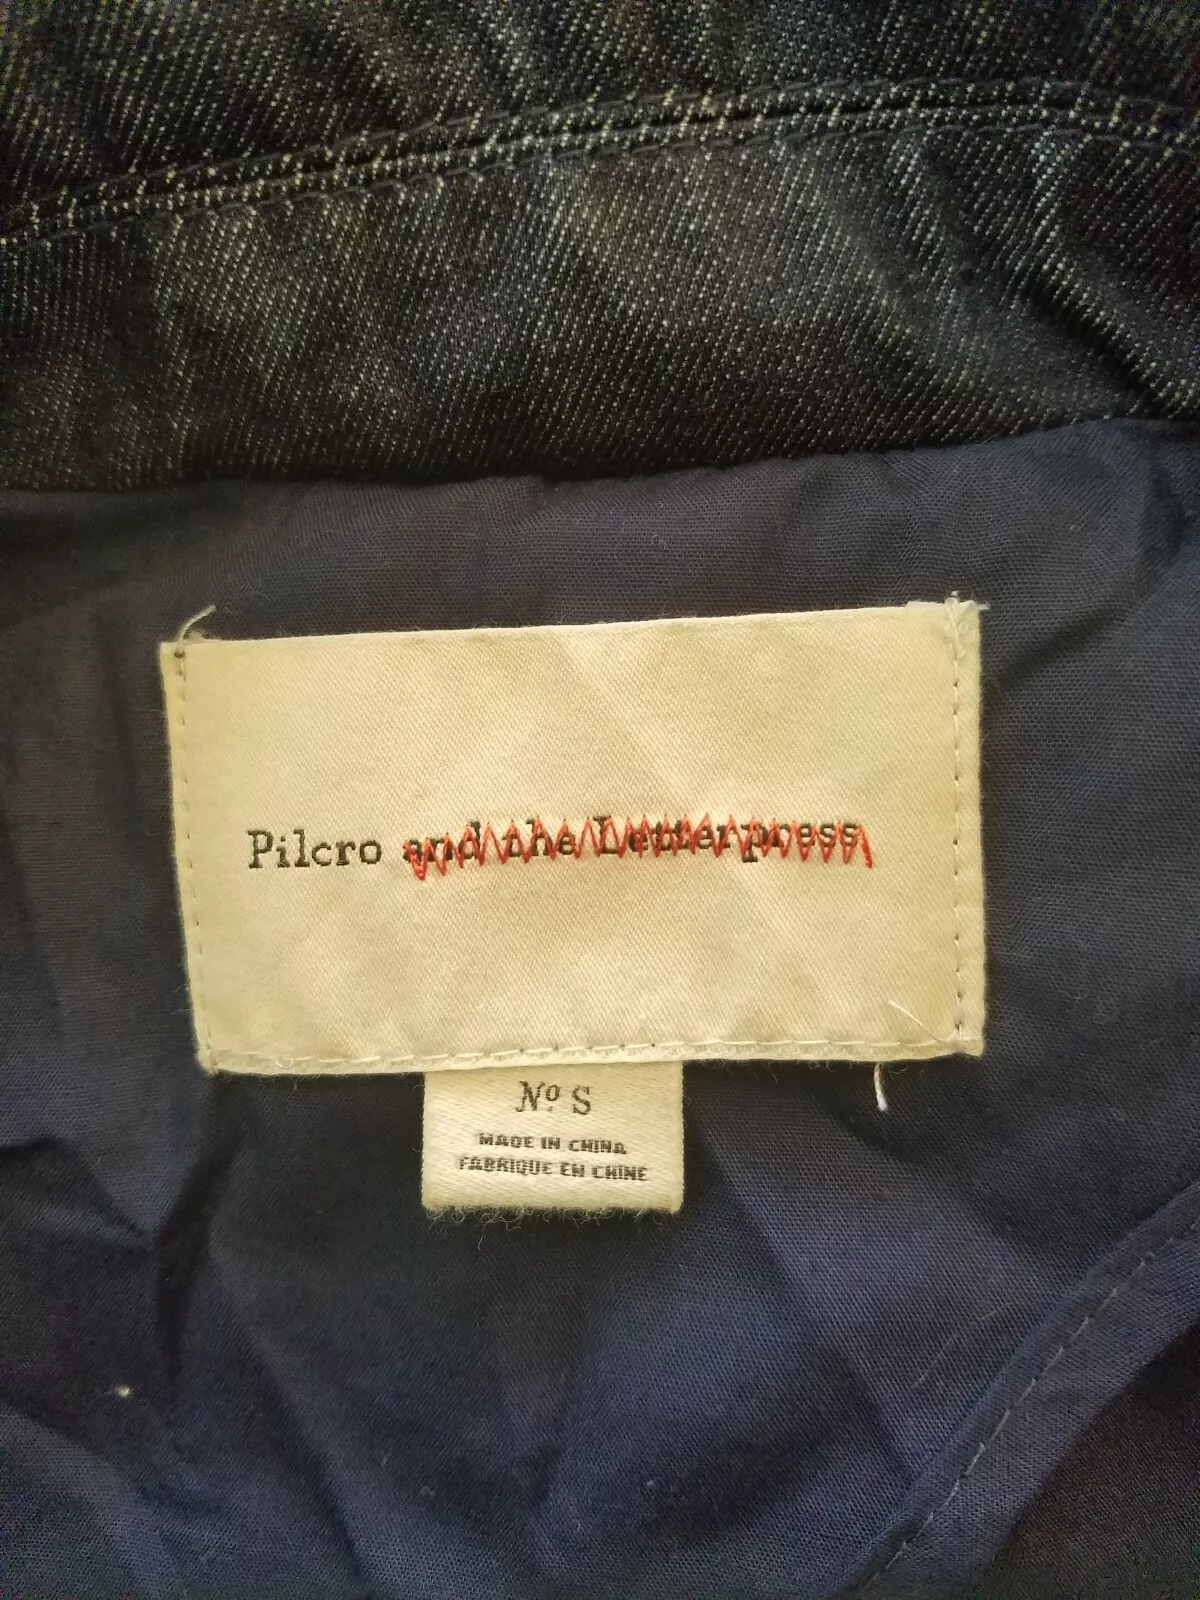 Pilcro and the Letterpress
Nº S
MADE IN CHINA
FABRIQUE EN CHINE